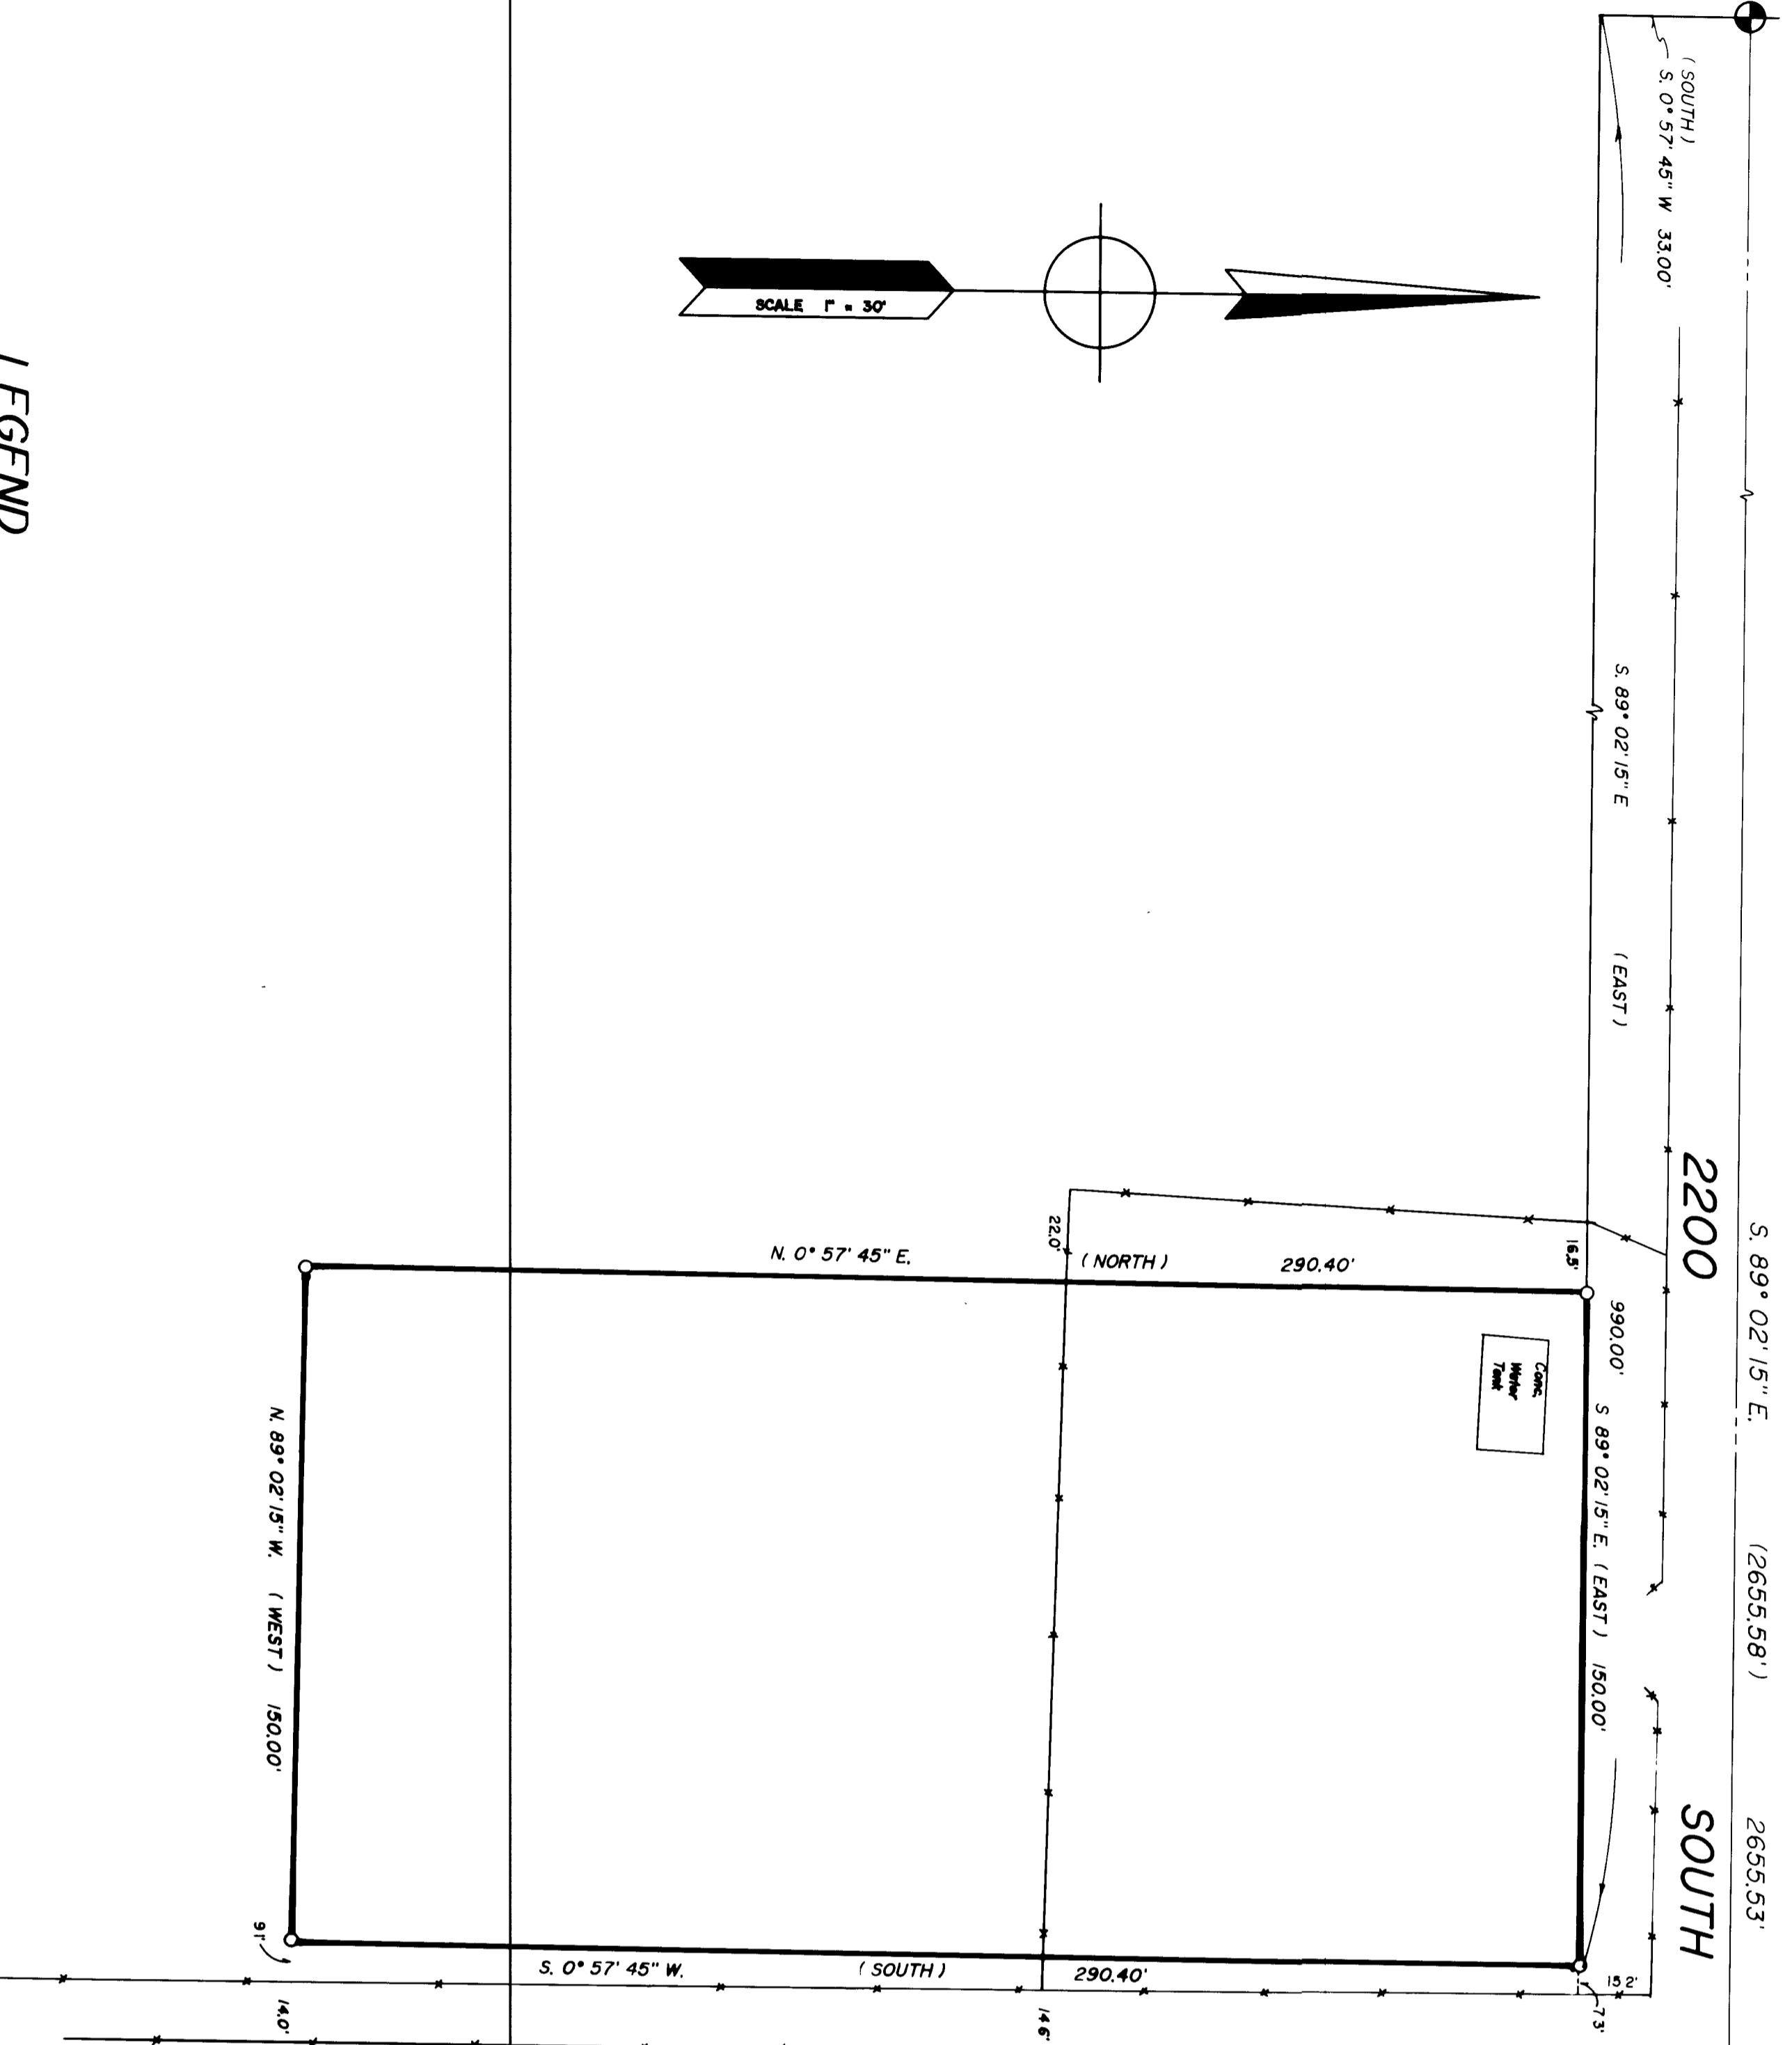 S. 89° 02' 15" E. (2655.58') 2655.53'
2200 SOUTH
(SOUTH)
S. 0° 57' 45" W 33.00'
S. 89° 02' 15" E (EAST) 990.00'
S 89° 02' 15" E. (EAST) 150.00'
15 2'
7.3'
16.5'
Conc.
Water
Tank
SCALE 1" = 30'
22.0'
N. 0° 57' 45" E. (NORTH) 290.40'
S. 0° 57' 45" W. (SOUTH) 290.40'
14 6'
N. 89° 02' 15" W. (WEST) 150.00'
9.1'
14.0'
LEGEND